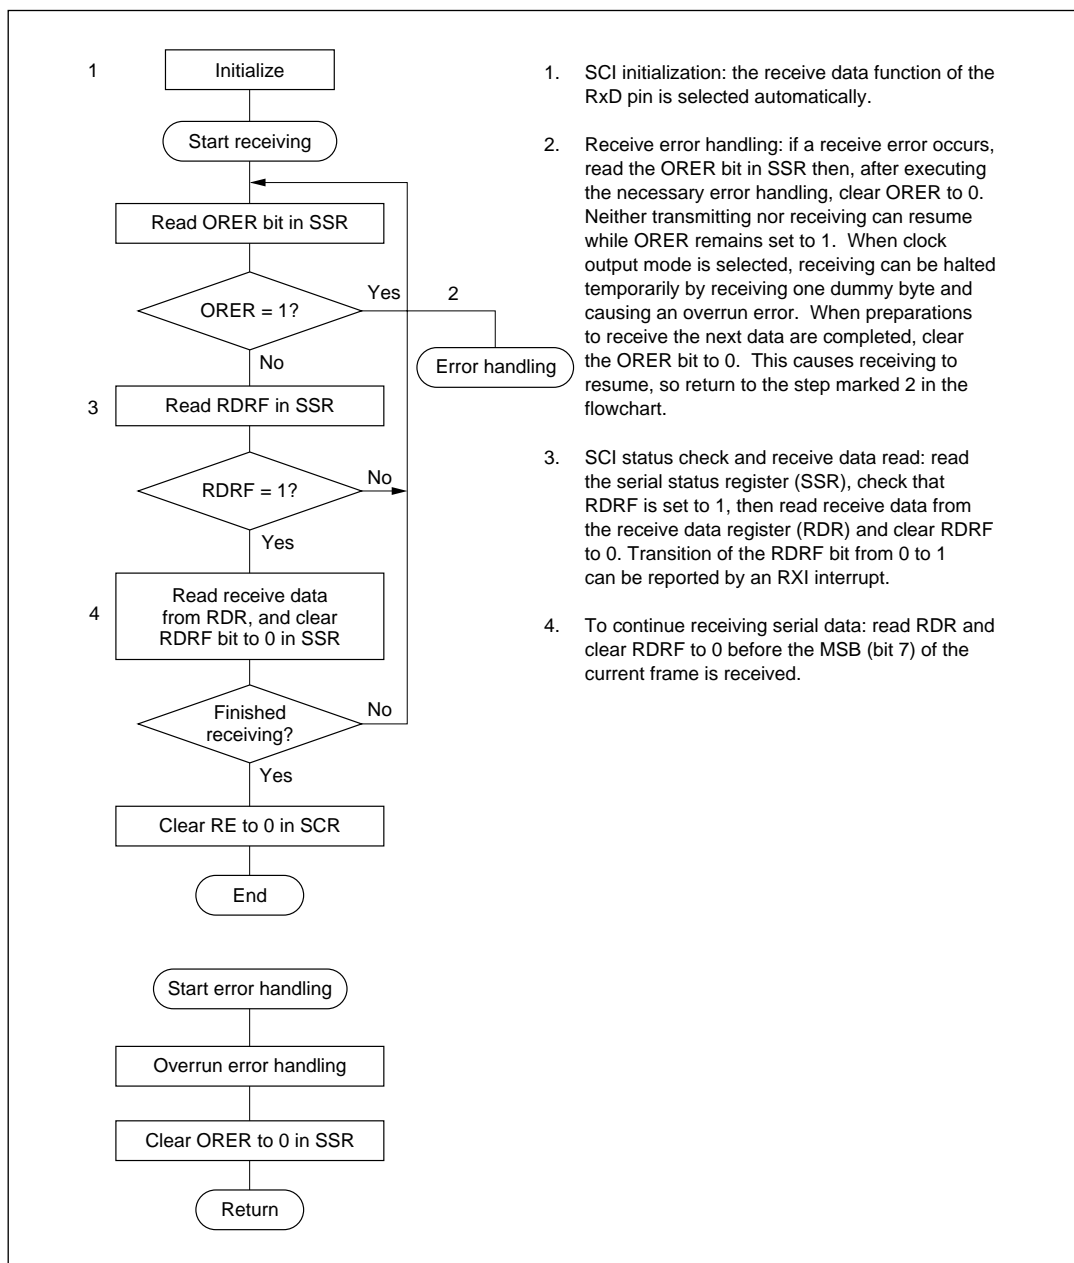 1
Initialize
Start receiving
Read ORER bit in SSR
ORER = 1?
Yes
2
No
Error handling
3
Read RDRF in SSR
RDRF = 1?
No
Yes
4
Read receive data
from RDR, and clear
RDRF bit to 0 in SSR
Finished
receiving?
No
Yes
Clear RE to 0 in SCR
End
Start error handling
Overrun error handling
Clear ORER to 0 in SSR
Return
1. SCI initialization: the receive data function of the
RxD pin is selected automatically.
2. Receive error handling: if a receive error occurs,
read the ORER bit in SSR then, after executing
the necessary error handling, clear ORER to 0.
Neither transmitting nor receiving can resume
while ORER remains set to 1. When clock
output mode is selected, receiving can be halted
temporarily by receiving one dummy byte and
causing an overrun error. When preparations
to receive the next data are completed, clear
the ORER bit to 0. This causes receiving to
resume, so return to the step marked 2 in the
flowchart.
3. SCI status check and receive data read: read
the serial status register (SSR), check that
RDRF is set to 1, then read receive data from
the receive data register (RDR) and clear RDRF
to 0. Transition of the RDRF bit from 0 to 1
can be reported by an RXI interrupt.
4. To continue receiving serial data: read RDR and
clear RDRF to 0 before the MSB (bit 7) of the
current frame is received.